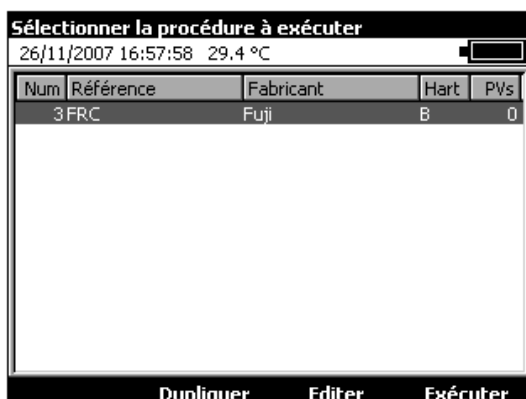 Sélectionner la procédure à exécuter
26/11/2007 16:57:58 29.4 °C
Num Référence Fabricant Hart PVs
3 FRC Fuji B 0
Dupliquer Editer Exécuter